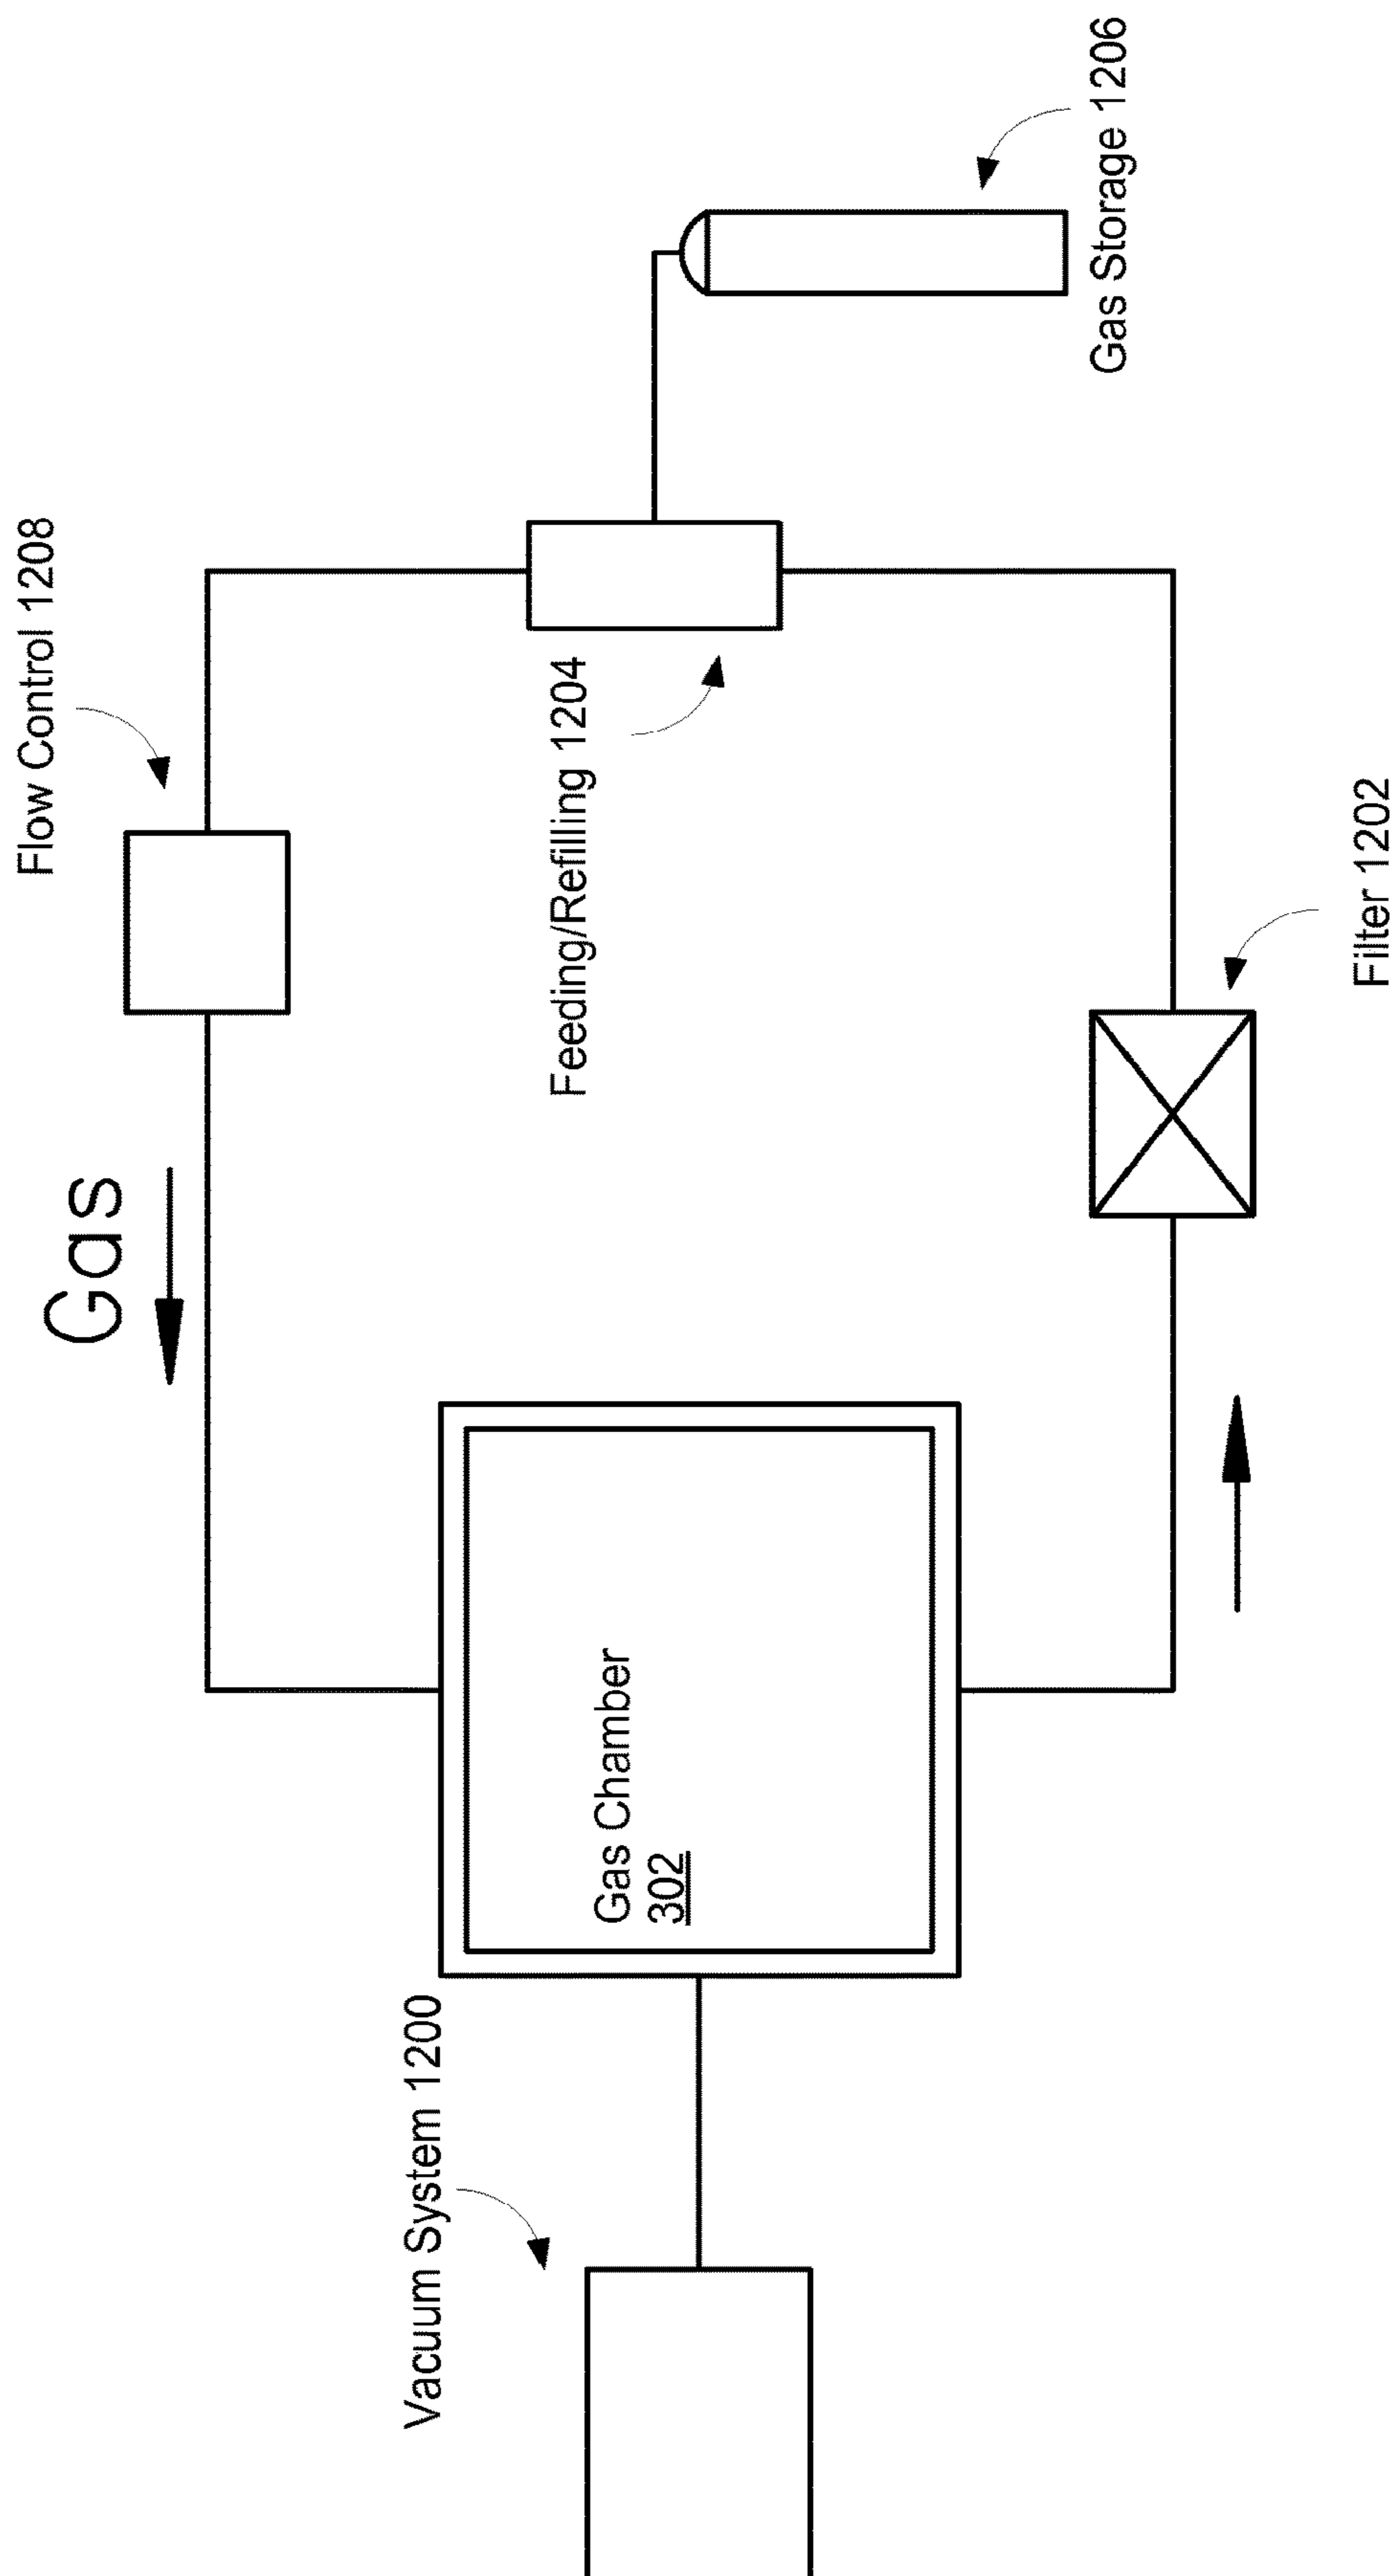 Flow Control 1208
Gas
Gas Storage 1206
Feeding/Refilling 1204
Vacuum System 1200
Gas Chamber
302
Filter 1202